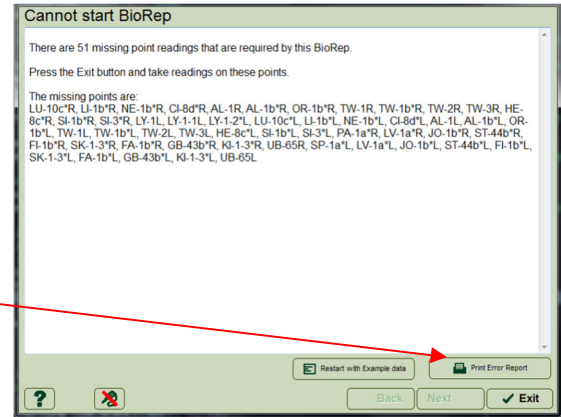 Cannot start BioRep
There are 51 missing point readings that are required by this BioRep.
Press the Exit button and take readings on these points.
The missing points are:
LU-10c*R, LI-1b*R, NE-1b*R, CI-8d*R, AL-1R, AL-1b*R, OR-1b*R, TW-1R, TW-1b*R, TW-2R, TW-3R, HE-
8c*R, SI-1b*R, SI-3*R, LY-1L, LY-1-1L, LY-1-2*L, LU-10c*L, LI-1b*L, NE-1b*L, CI-8d*L, AL-1L, AL-1b*L, OR-
1b*L, TW-1L, TW-1b*L, TW-2L, TW-3L, HE-8c*L, SI-1b*L, SI-3*L, PA-1a*R, LV-1a*R, JO-1b*R, ST-44b*R,
FI-1b*R, SK-1-3*R, FA-1b*R, GB-43b*R, KI-1-3*R, UB-65R, SP-1a*L, LV-1a*L, JO-1b*L, ST-44b*L, FI-1b*L,
SK-1-3*L, FA-1b*L, GB-43b*L, KI-1-3*L, UB-65L
Restart with Example data
Print Error Report
?
Back
Next
Exit